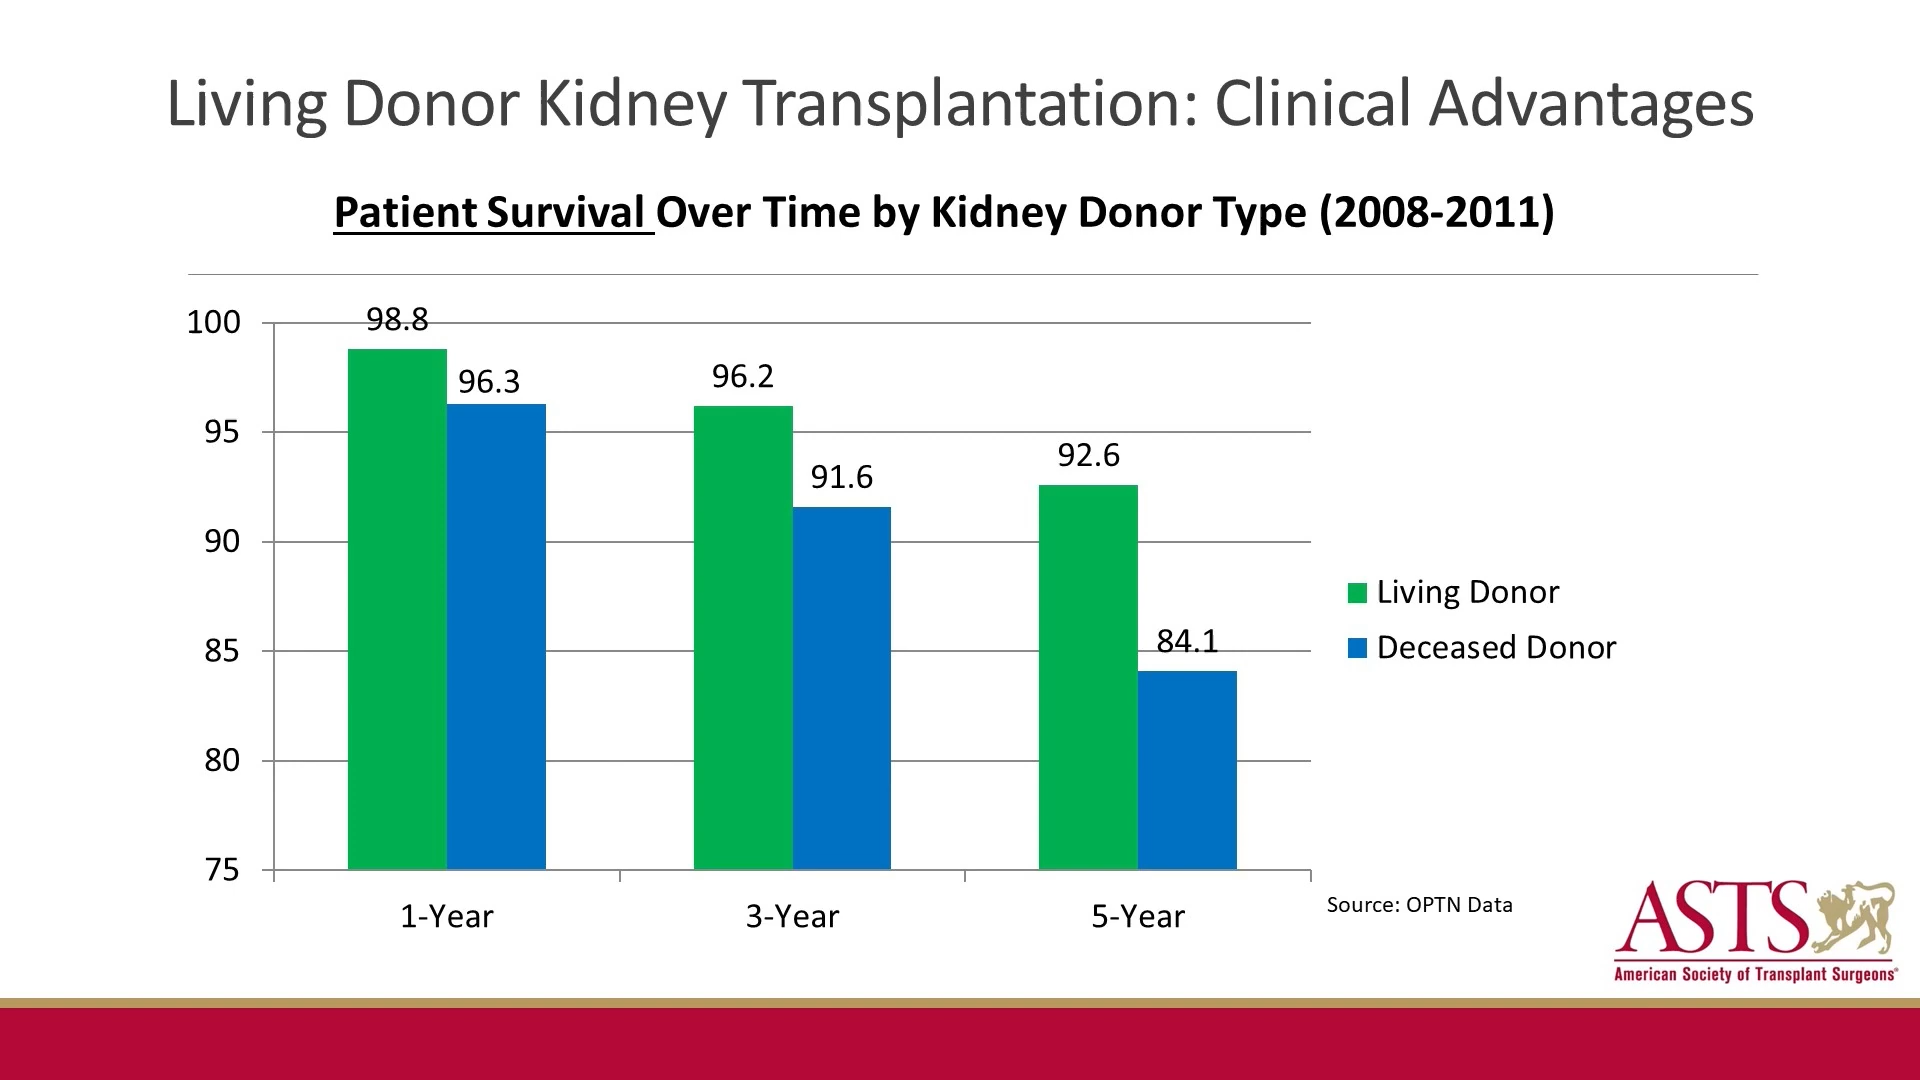 Living Donor Kidney Transplantation: Clinical Advantages
Patient Survival Over Time by Kidney Donor Type (2008-2011)
100
95
90
85
80
75
98.8
96.3
96.2
91.6
92.6
84.1
1-Year
3-Year
5-Year
Living Donor
Deceased Donor
Source: OPTN Data
ASTS
American Society of Transplant Surgeons®